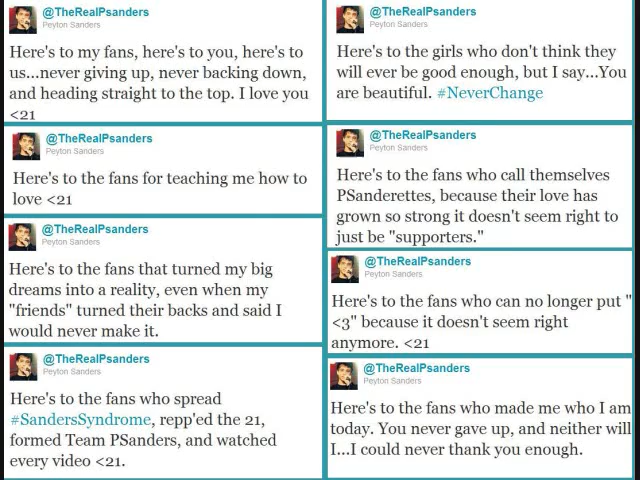 @TheRealPsanders
Peyton Sanders
Here's to my fans, here's to you, here's to
us...never giving up, never backing down,
and heading straight to the top. I love you
<21
@TheRealPsanders
Peyton Sanders
Here's to the fans for teaching me how to
love <21
@TheRealPsanders
Peyton Sanders
Here's to the fans that turned my big
dreams into a reality, even when my
"friends" turned their backs and said I
would never make it.
@TheRealPsanders
Peyton Sanders
Here's to the fans who spread
#SandersSyndrome, repp'ed the 21,
formed Team PSanders, and watched
every video <21.
@TheRealPsanders
Peyton Sanders
Here's to the girls who don't think they
will ever be good enough, but I say...You
are beautiful. #NeverChange
@TheRealPsanders
Peyton Sanders
Here's to the fans who call themselves
PSanderettes, because their love has
grown so strong it doesn't seem right to
just be "supporters."
@TheRealPsanders
Peyton Sanders
Here's to the fans who can no longer put "
<3" because it doesn't seem right
anymore. <21
@TheRealPsanders
Peyton Sanders
Here's to the fans who made me who I am
today. You never gave up, and neither will
I...I could never thank you enough.